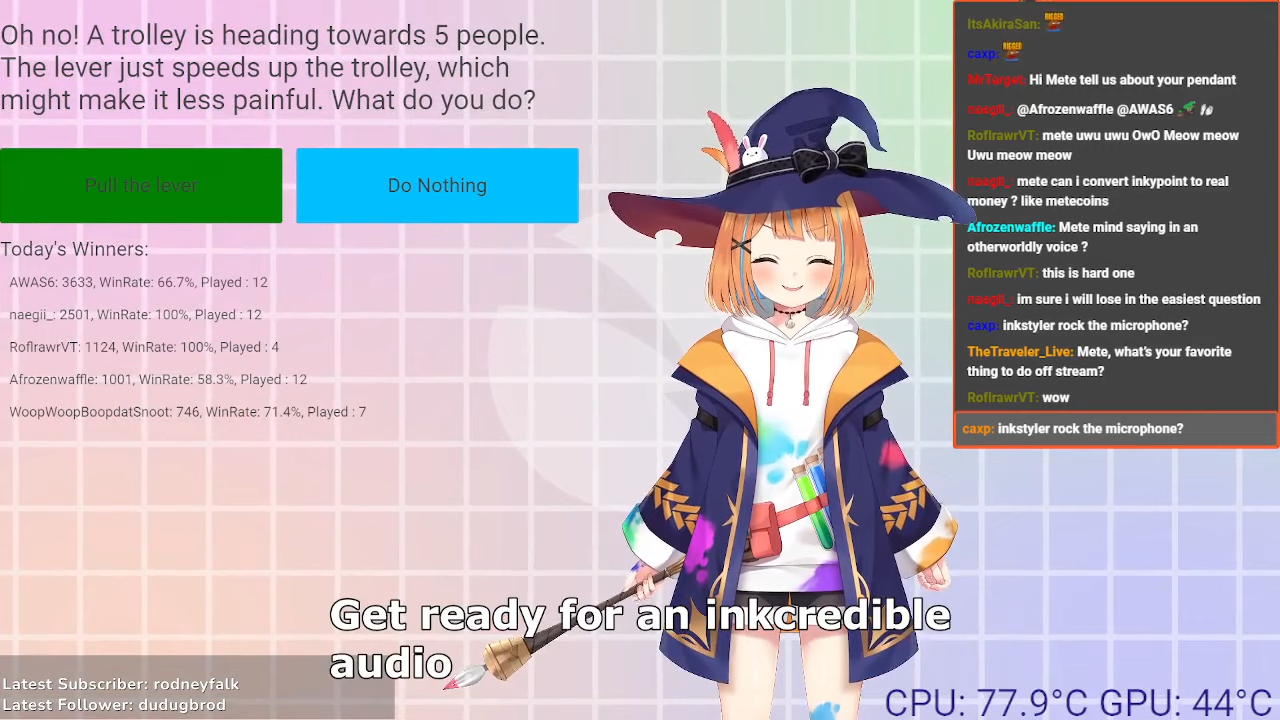 Oh no! A trolley is heading towards 5 people.
The lever just speeds up the trolley, which
might make it less painful. What do you do?
Pull the lever
Do Nothing
Today's Winners:
AWAS6: 3633, WinRate: 66.7%, Played : 12
naegii_: 2501, WinRate: 100%, Played : 12
RoflrawrVT: 1124, WinRate: 100%, Played : 4
Afrozenwaffle: 1001, WinRate: 58.3%, Played : 12
WoopWoopBoopdatSnoot: 746, WinRate: 71.4%, Played : 7
ItsAkiraSan: RIGGED
caxp: RIGGED
MrTarget: Hi Mete tell us about your pendant
naegii_: @Afrozenwaffle @AWAS6
RoflrawrVT: mete uwu uwu OwO Meow meow
Uwu meow meow
naegii_: mete can i convert inkypoint to real
money ? like metecoins
Afrozenwaffle: Mete mind saying in an
otherworldly voice ?
RoflrawrVT: this is hard one
naegii_: im sure i will lose in the easiest question
caxp: inkstyler rock the microphone?
TheTraveler_Live: Mete, what's your favorite
thing to do off stream?
RoflrawrVT: wow
caxp: inkstyler rock the microphone?
Get ready for an inkcredible
audio
Latest Subscriber: rodneyfalk
Latest Follower: dudugbrod
CPU: 77.9°C GPU: 44°C